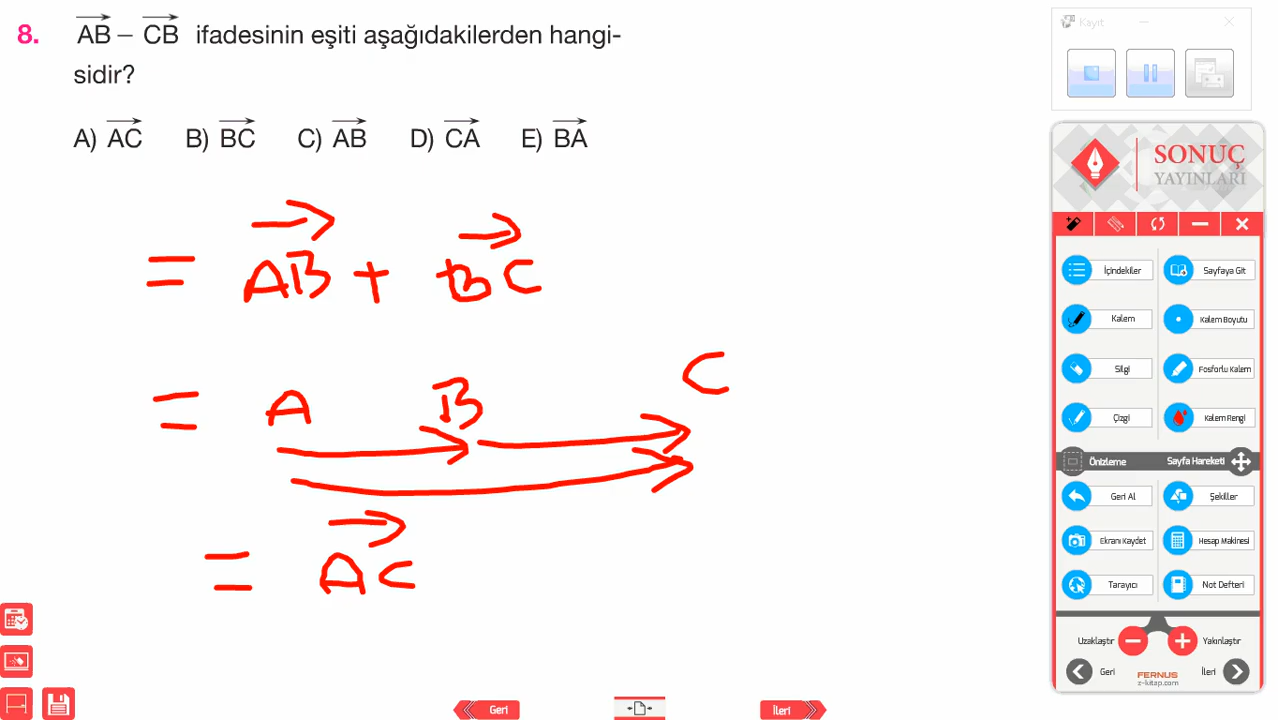 8. AB – CB ifadesinin eşiti aşağıdakilerden hangi-
sidir?
A) AC B) BC C) AB D) CA E) BA
= AB + BC
= A B C
= AC
Kayıt
SONUÇ
YAYINLARI
İçindekiler Sayfaya Git
Kalem Kalem Boyutu
Silgi Fosforlu Kalem
Çizgi Kalem Rengi
Önizleme Sayfa Hareketi
Geri Al Şekiller
Ekranı Kaydet Hesap Makinesi
Tarayıcı Not Defteri
Uzaklaştır Yakınlaştır
Geri FERNUS İleri
z-kitap.com
Geri İleri